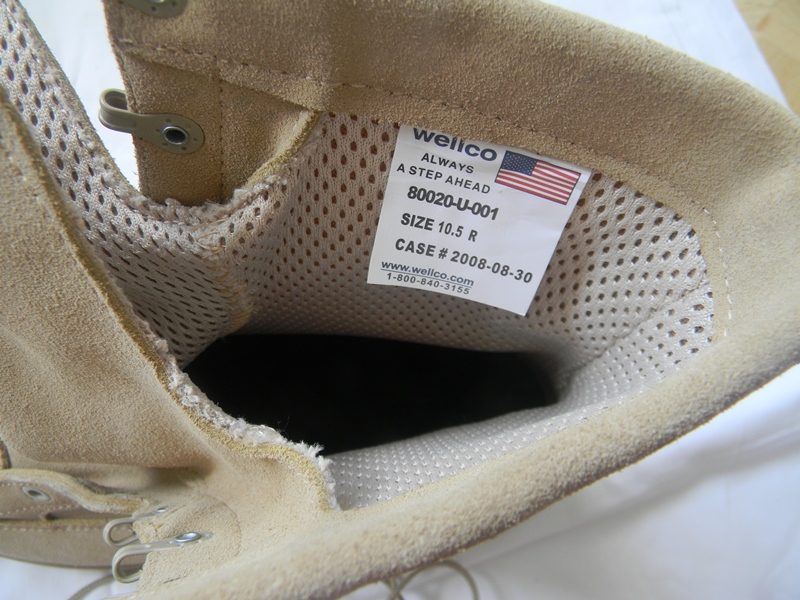 wellco
ALWAYS
A STEP AHEAD
80020-U-001
SIZE 10.5 R
CASE # 2008-08-30
www.wellco.com
1-800-840-3155